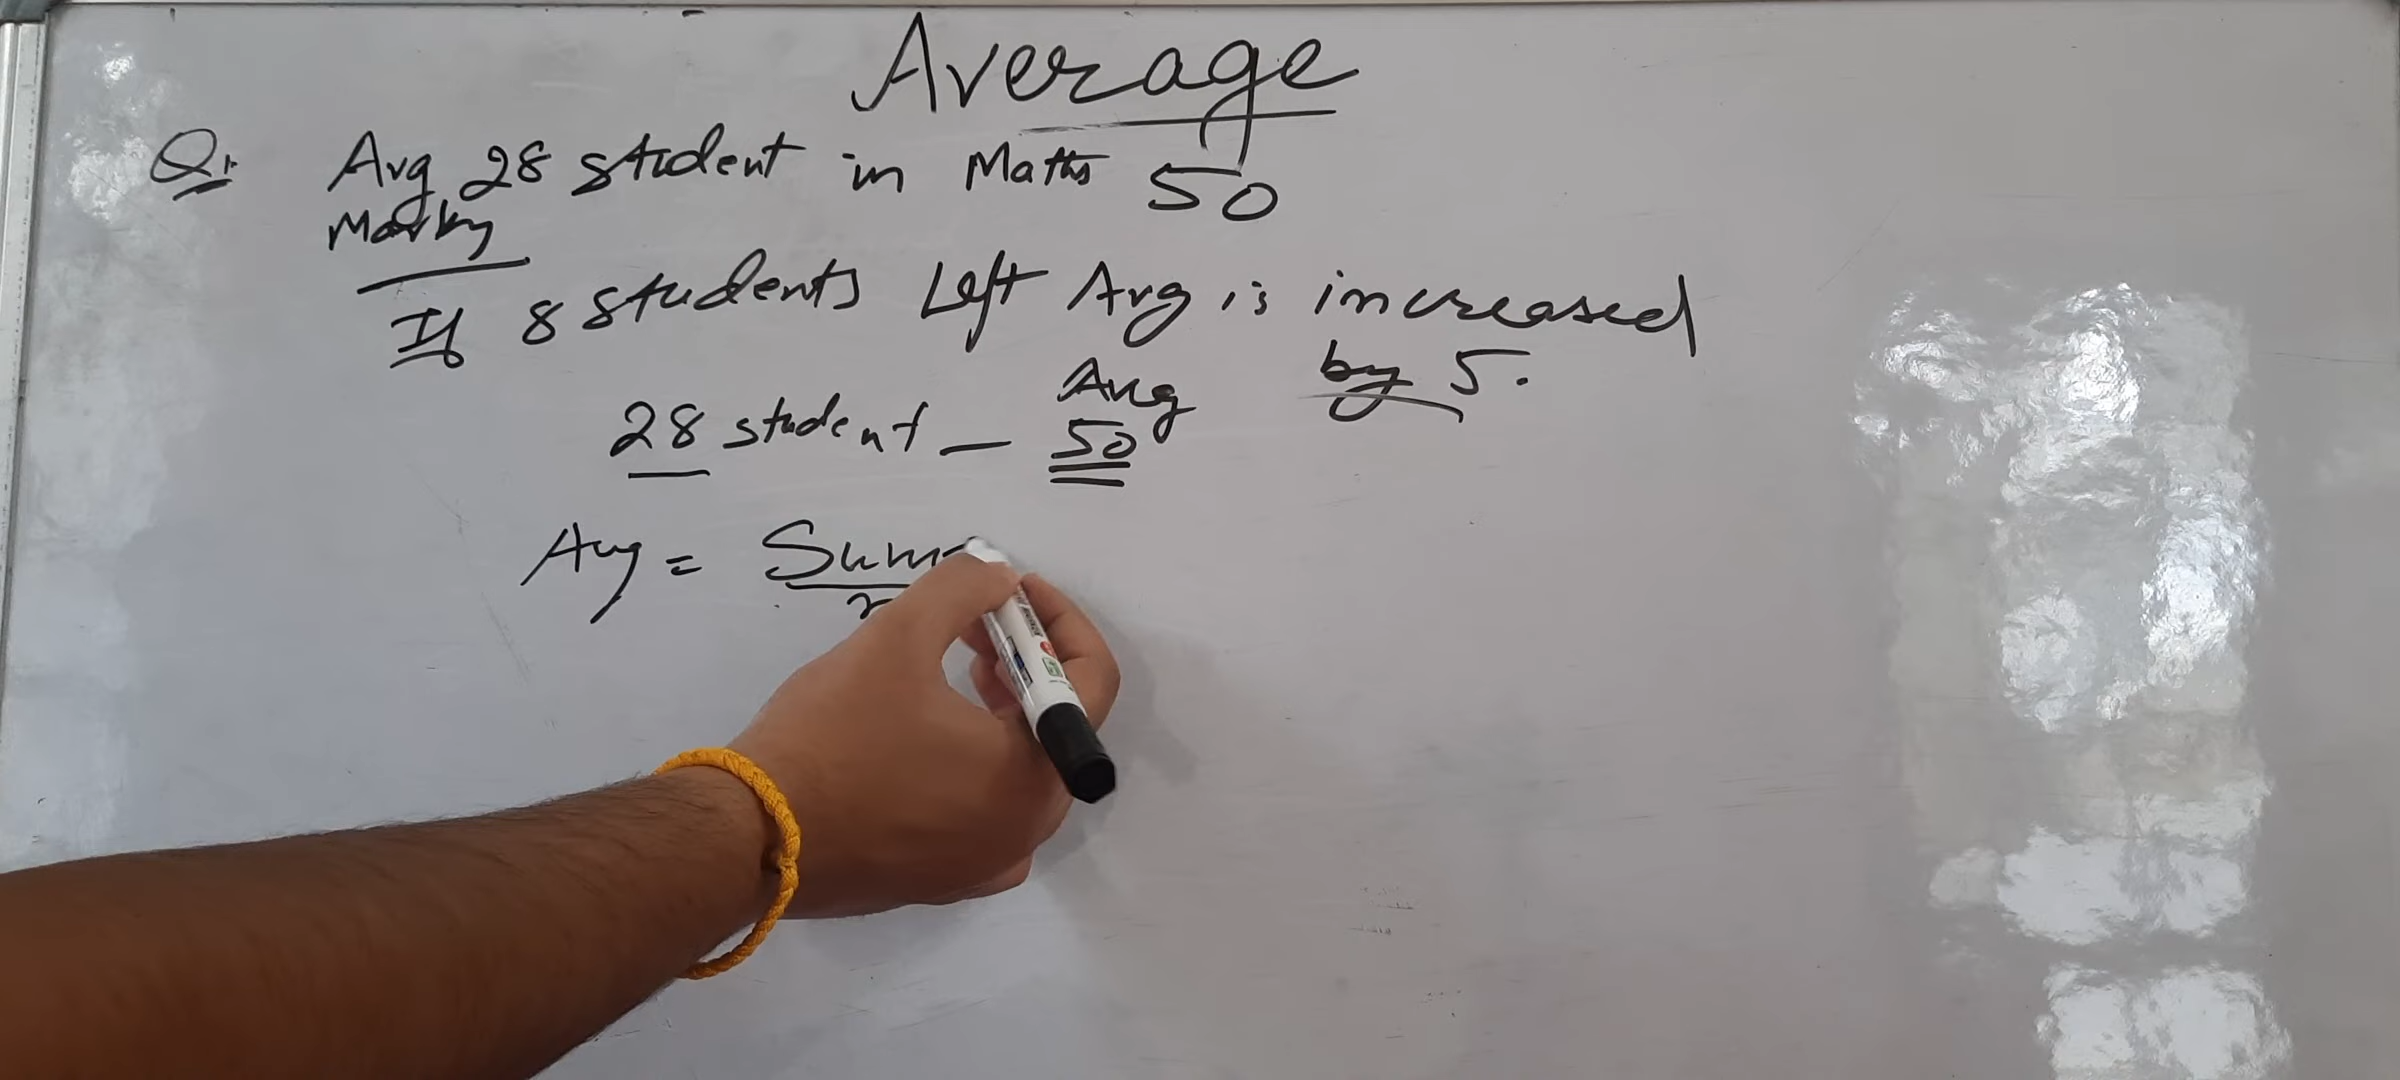 Average
Q1 Avg 28 student in Maths 50
Marks
If 8 students Left Avg is increased
by 5.
Avg
28 student — 50
Avg = Sum
n